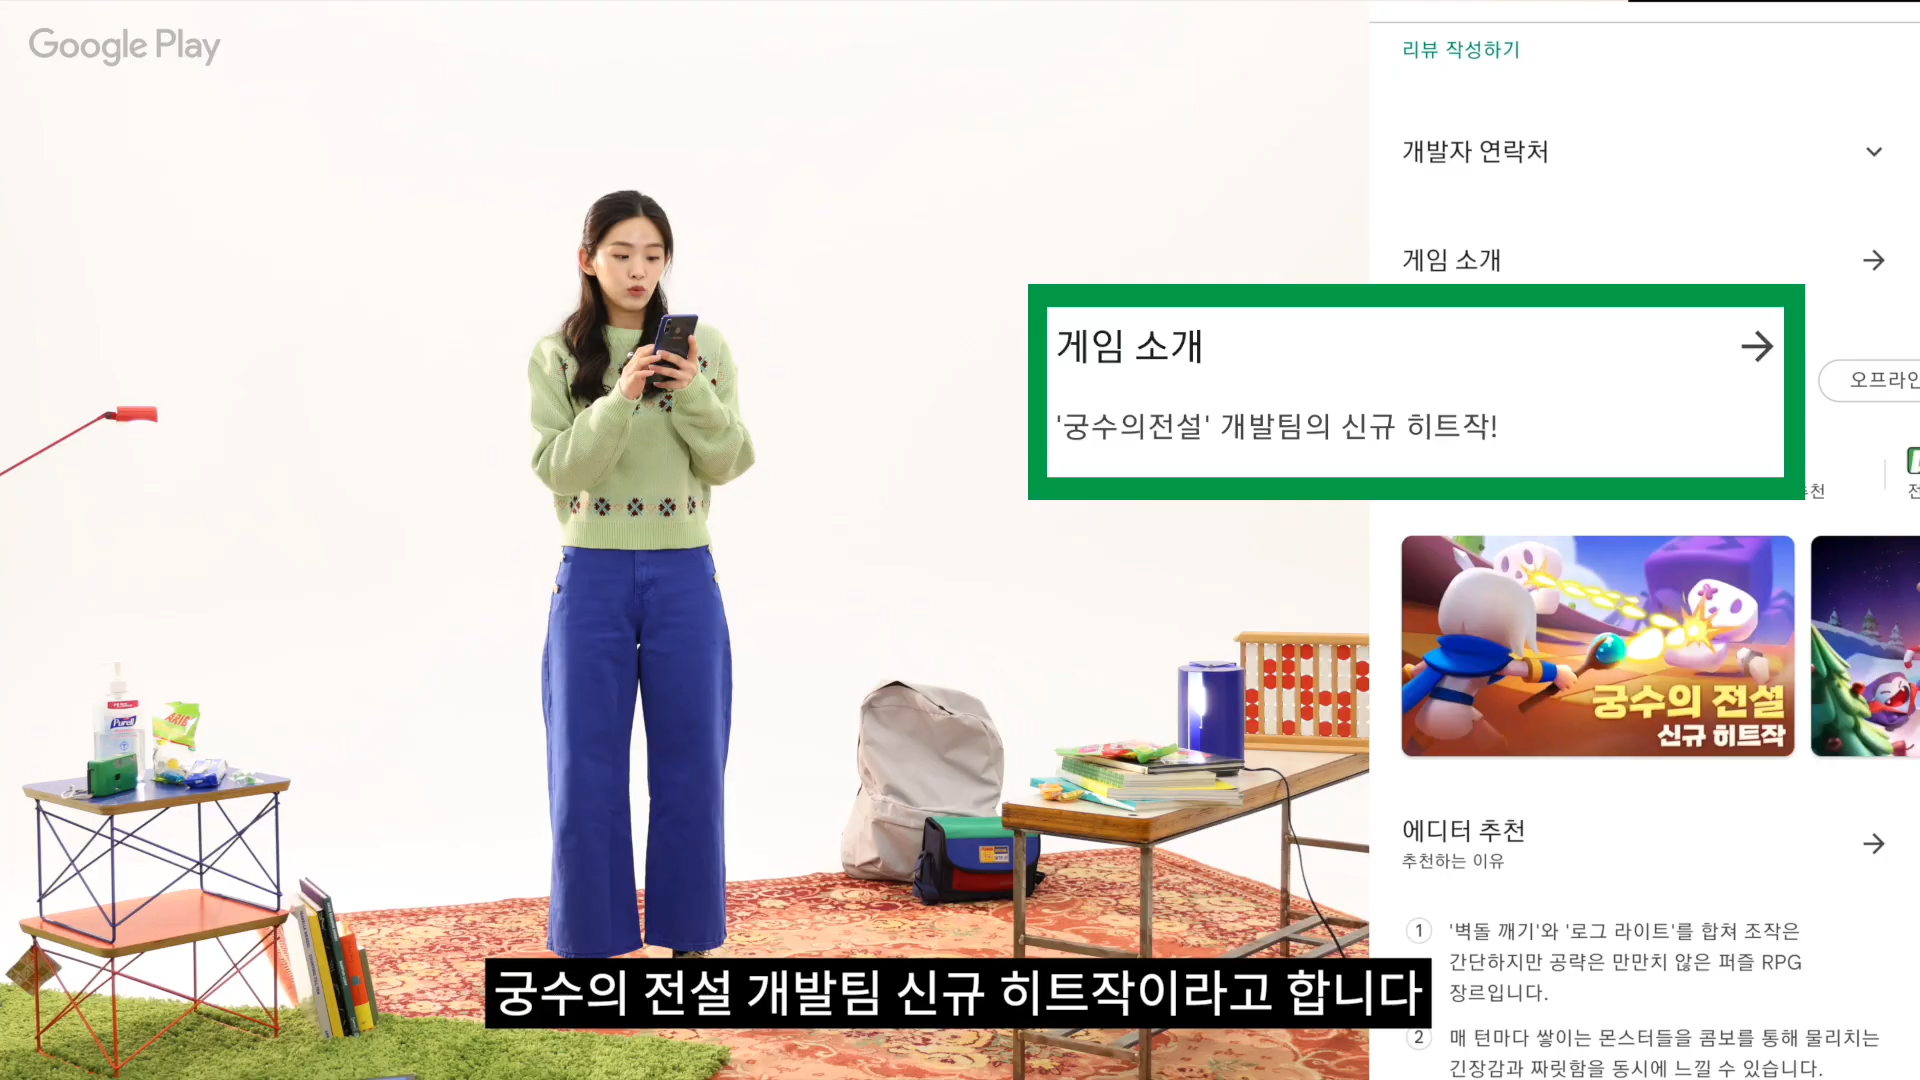 Google Play
리뷰 작성하기
개발자 연락처
게임 소개
게임 소개
'궁수의전설' 개발팀의 신규 히트작!
오프라인
추천
전
궁수의 전설
신규 히트작
에디터 추천
추천하는 이유
1 '벽돌 깨기'와 '로그 라이트'를 합쳐 조작은
간단하지만 공략은 만만치 않은 퍼즐 RPG
장르입니다.
2 매 턴마다 쌓이는 몬스터들을 콤보를 통해 물리치는
긴장감과 짜릿함을 동시에 느낄 수 있습니다.
Purell
궁수의 전설 개발팀 신규 히트작이라고 합니다